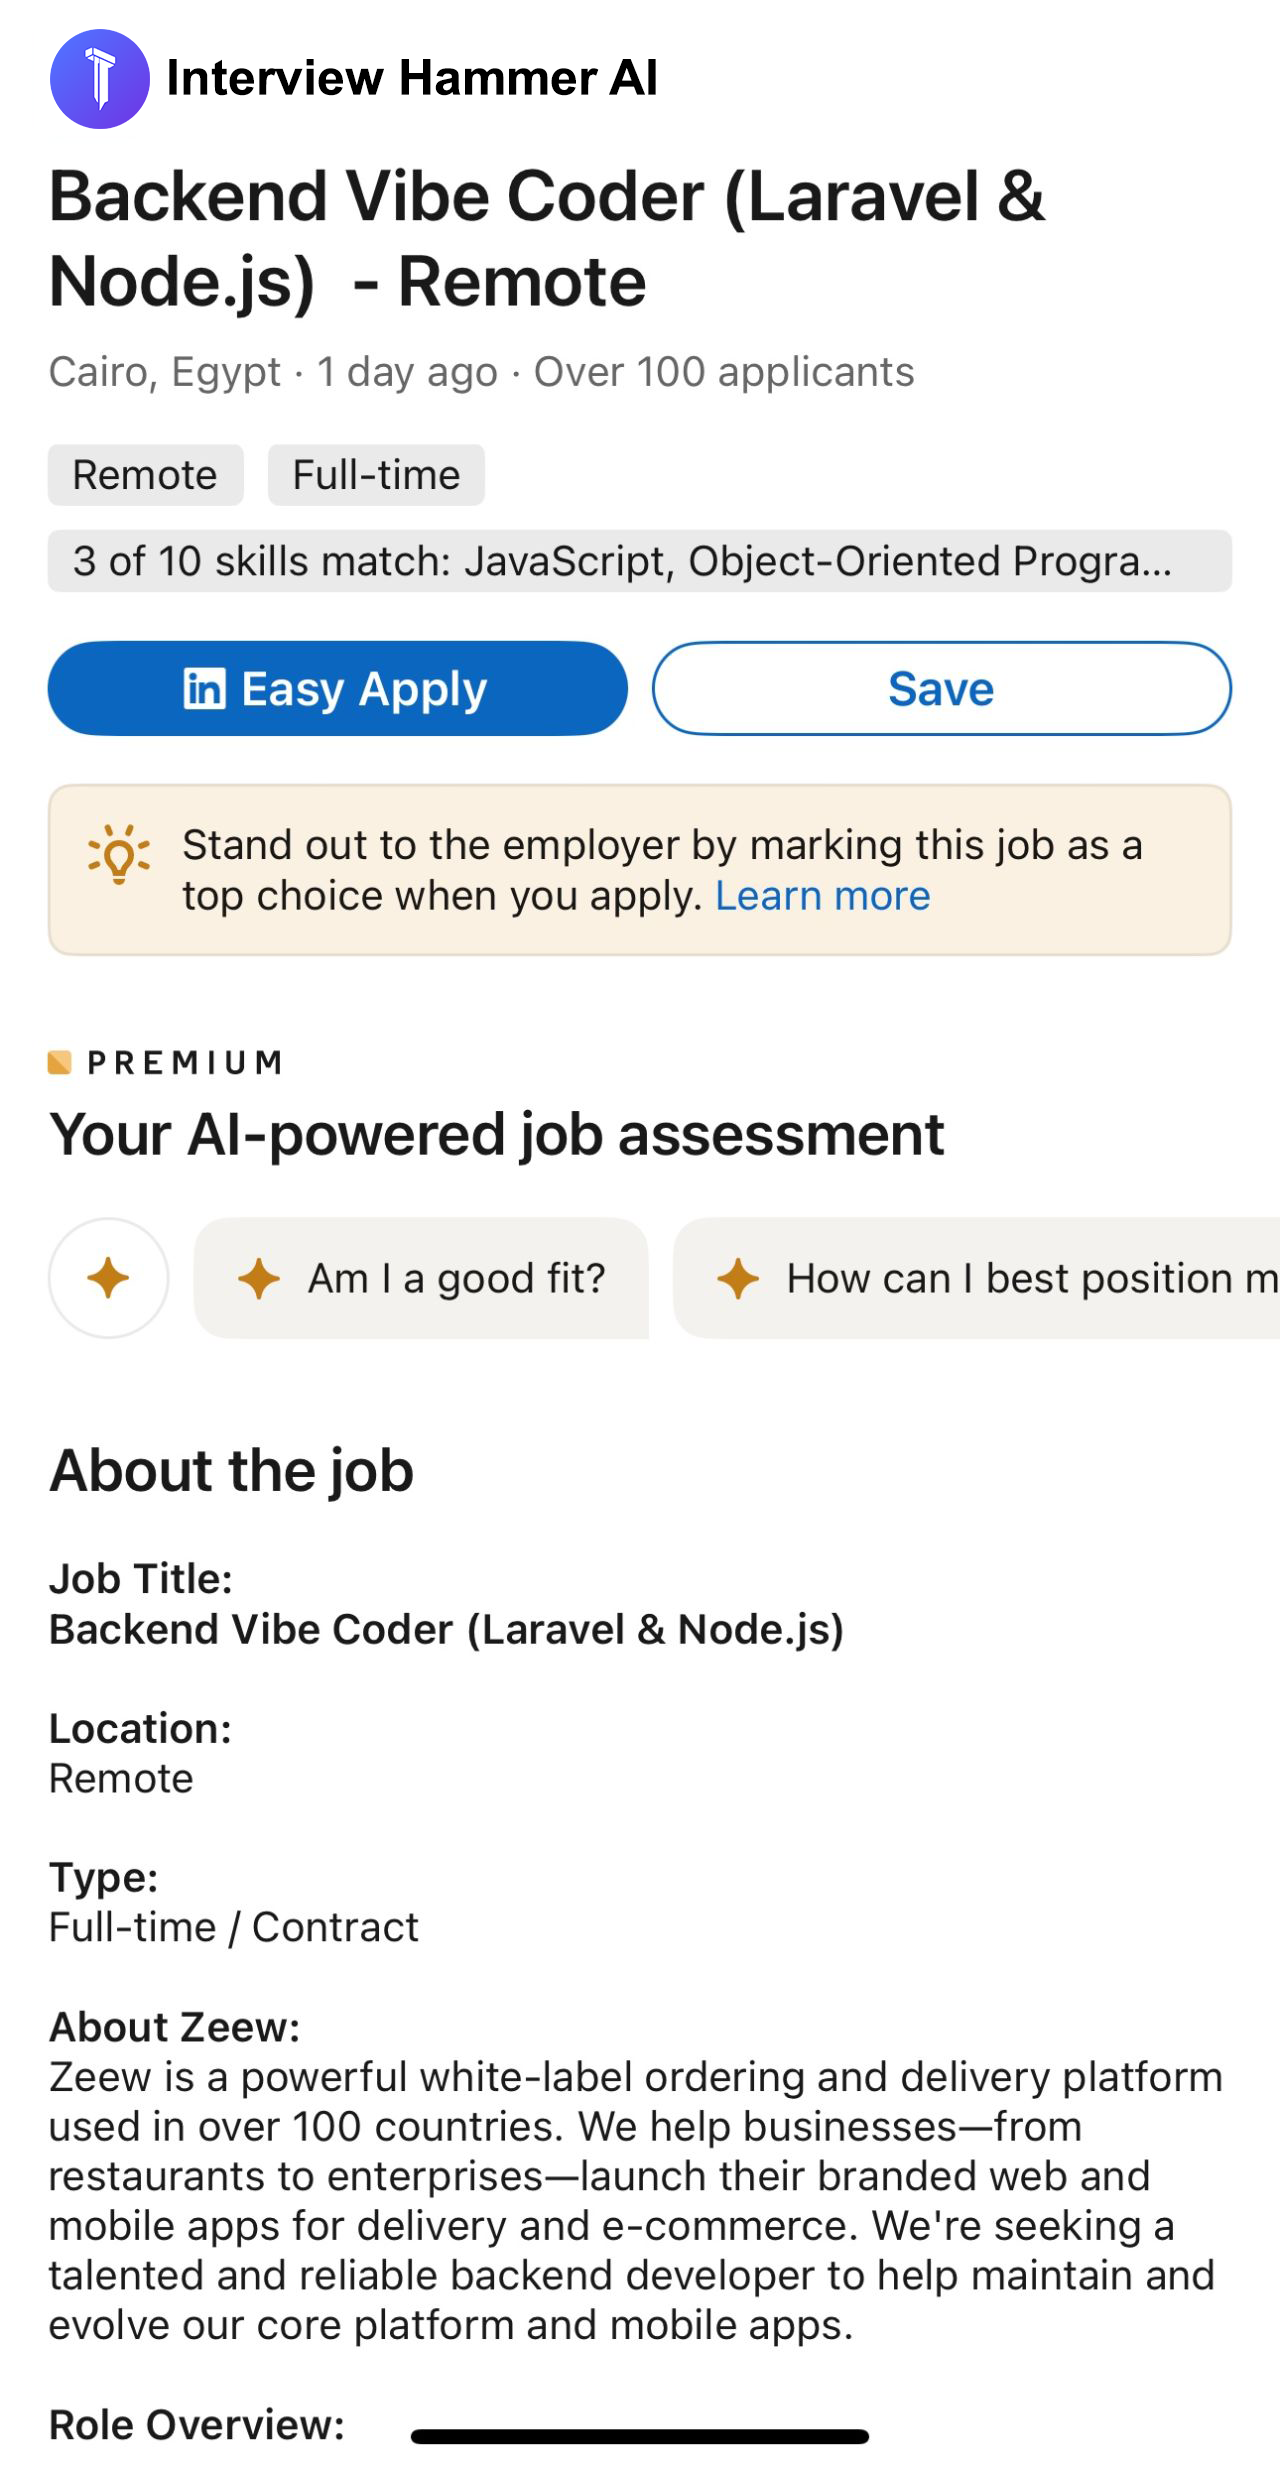 Interview Hammer AI
Backend Vibe Coder (Laravel &
Node.js) - Remote
Cairo, Egypt · 1 day ago · Over 100 applicants
Remote
Full-time
3 of 10 skills match: JavaScript, Object-Oriented Progra...
in Easy Apply
Save
Stand out to the employer by marking this job as a
top choice when you apply. Learn more
PREMIUM
Your AI-powered job assessment
Am I a good fit?
How can I best position m
About the job
Job Title:
Backend Vibe Coder (Laravel & Node.js)
Location:
Remote
Type:
Full-time / Contract
About Zeew:
Zeew is a powerful white-label ordering and delivery platform
used in over 100 countries. We help businesses—from
restaurants to enterprises—launch their branded web and
mobile apps for delivery and e-commerce. We're seeking a
talented and reliable backend developer to help maintain and
evolve our core platform and mobile apps.
Role Overview: